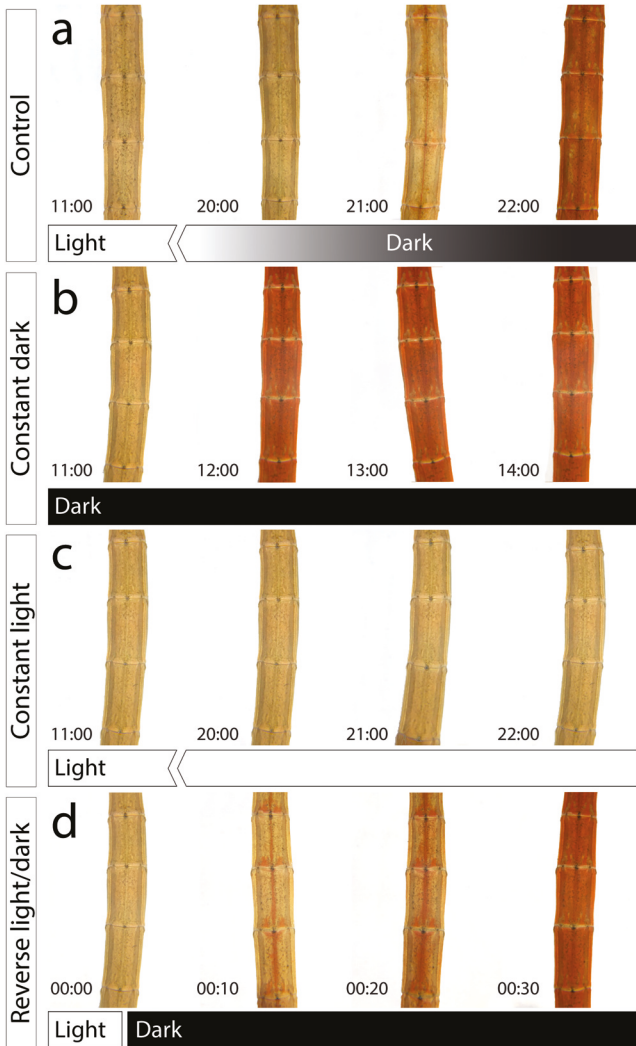 Control
a
11:00
20:00
21:00
22:00
Light
Dark
Constant dark
b
11:00
12:00
13:00
14:00
Dark
Constant light
c
11:00
20:00
21:00
22:00
Light
Reverse light/dark
d
00:00
00:10
00:20
00:30
Light
Dark